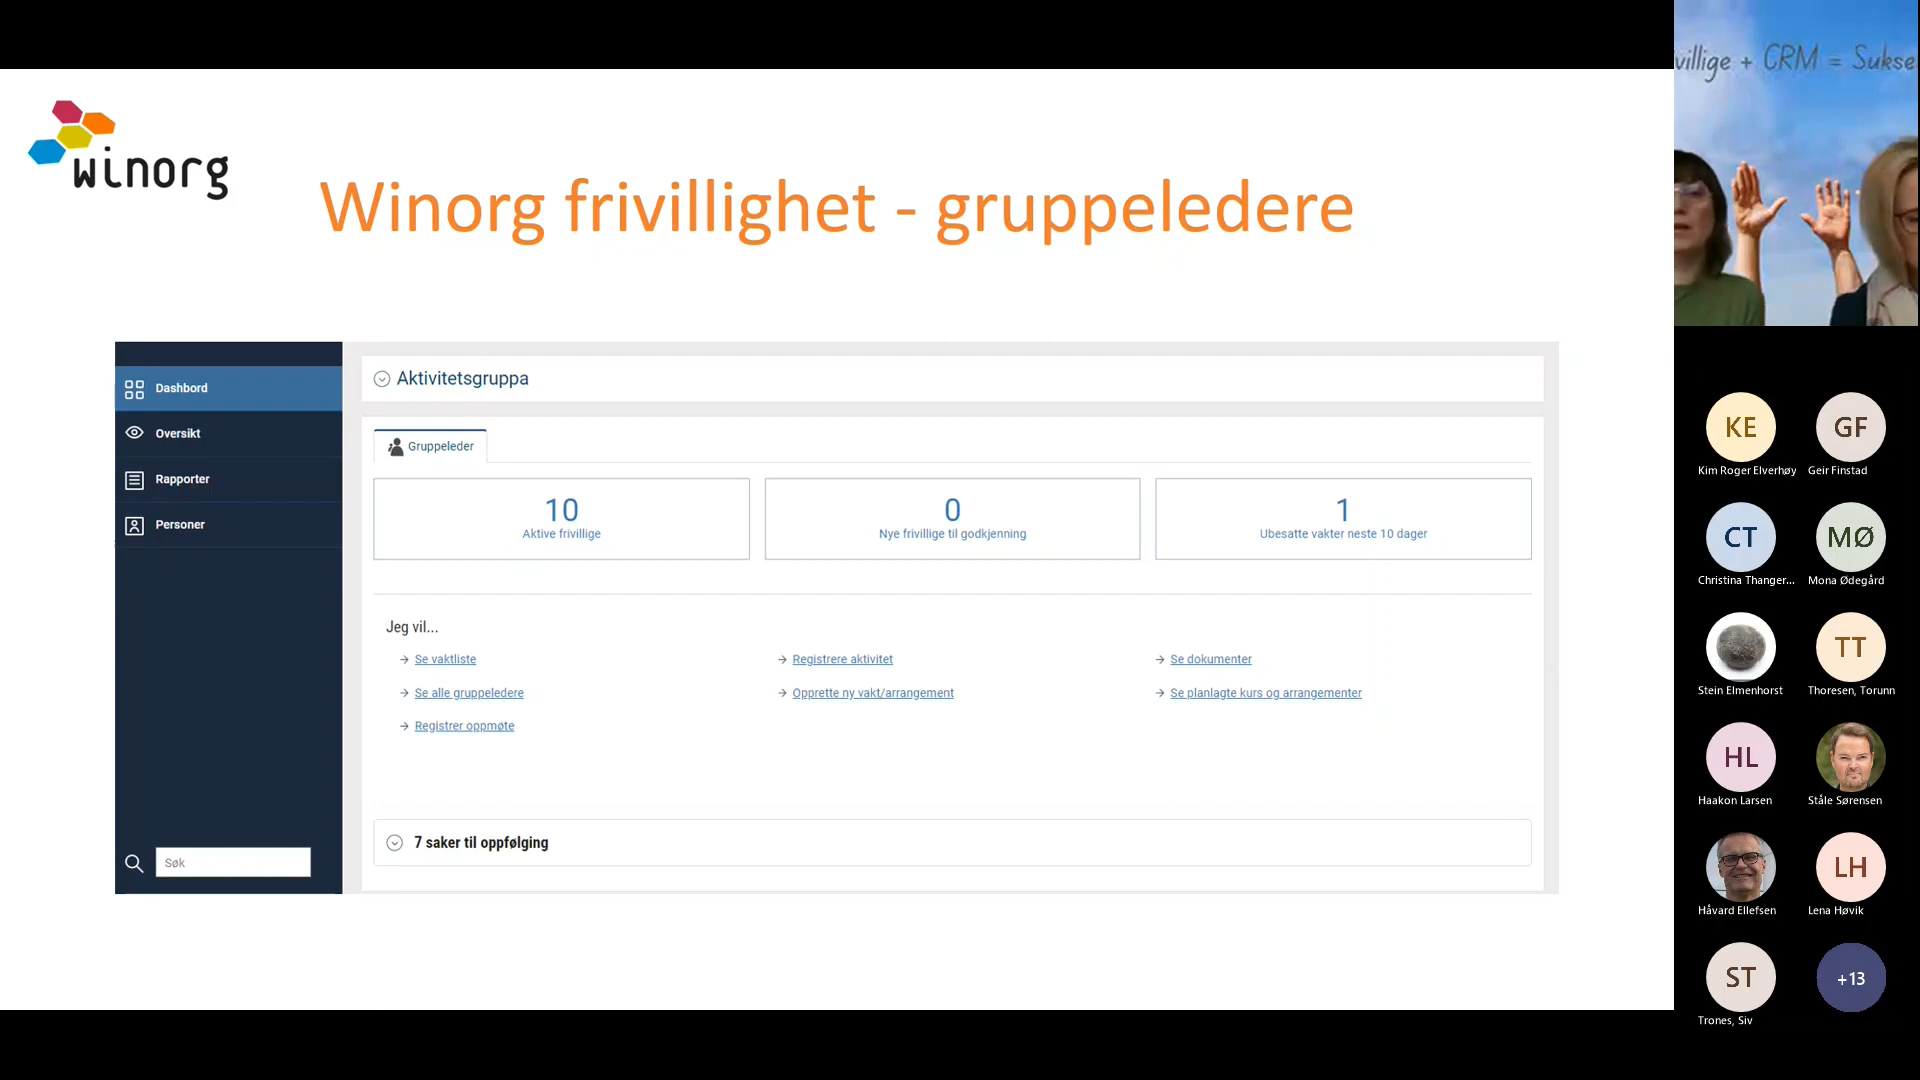 villige + CRM = Sukse
winorg
Winorg frivillighet - gruppeledere
Dashbord
Oversikt
Rapporter
Personer
Søk
Aktivitetsgruppa
Gruppeleder
10
Aktive frivillige
0
Nye frivillige til godkjenning
1
Ubesatte vakter neste 10 dager
Jeg vil...
Se vaktliste
Registrere aktivitet
Se dokumenter
Se alle gruppeledere
Opprette ny vakt/arrangement
Se planlagte kurs og arrangementer
Registrer oppmøte
7 saker til oppfølging
KE
Kim Roger Elverhøy
GF
Geir Finstad
CT
Christina Thanger...
MØ
Mona Ødegård
Stein Elmenhorst
TT
Thoresen, Torunn
HL
Haakon Larsen
Ståle Sørensen
Håvard Ellefsen
LH
Lena Høvik
ST
Trones, Siv
+13